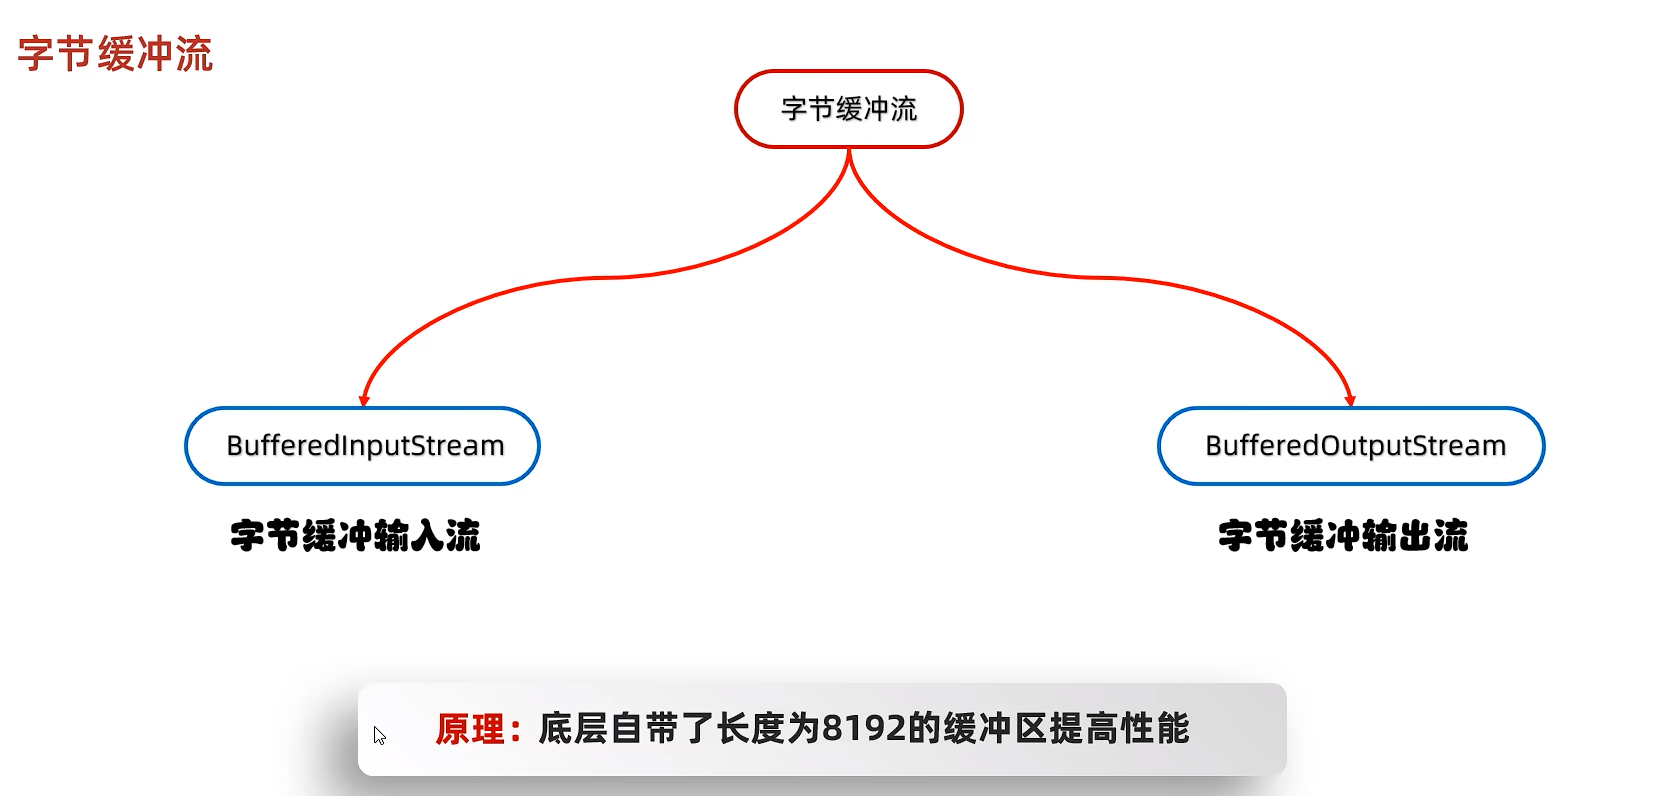 字节缓冲流
字节缓冲流
BufferedInputStream
BufferedOutputStream
字节缓冲输入流
字节缓冲输出流
原理：底层自带了长度为8192的缓冲区提高性能